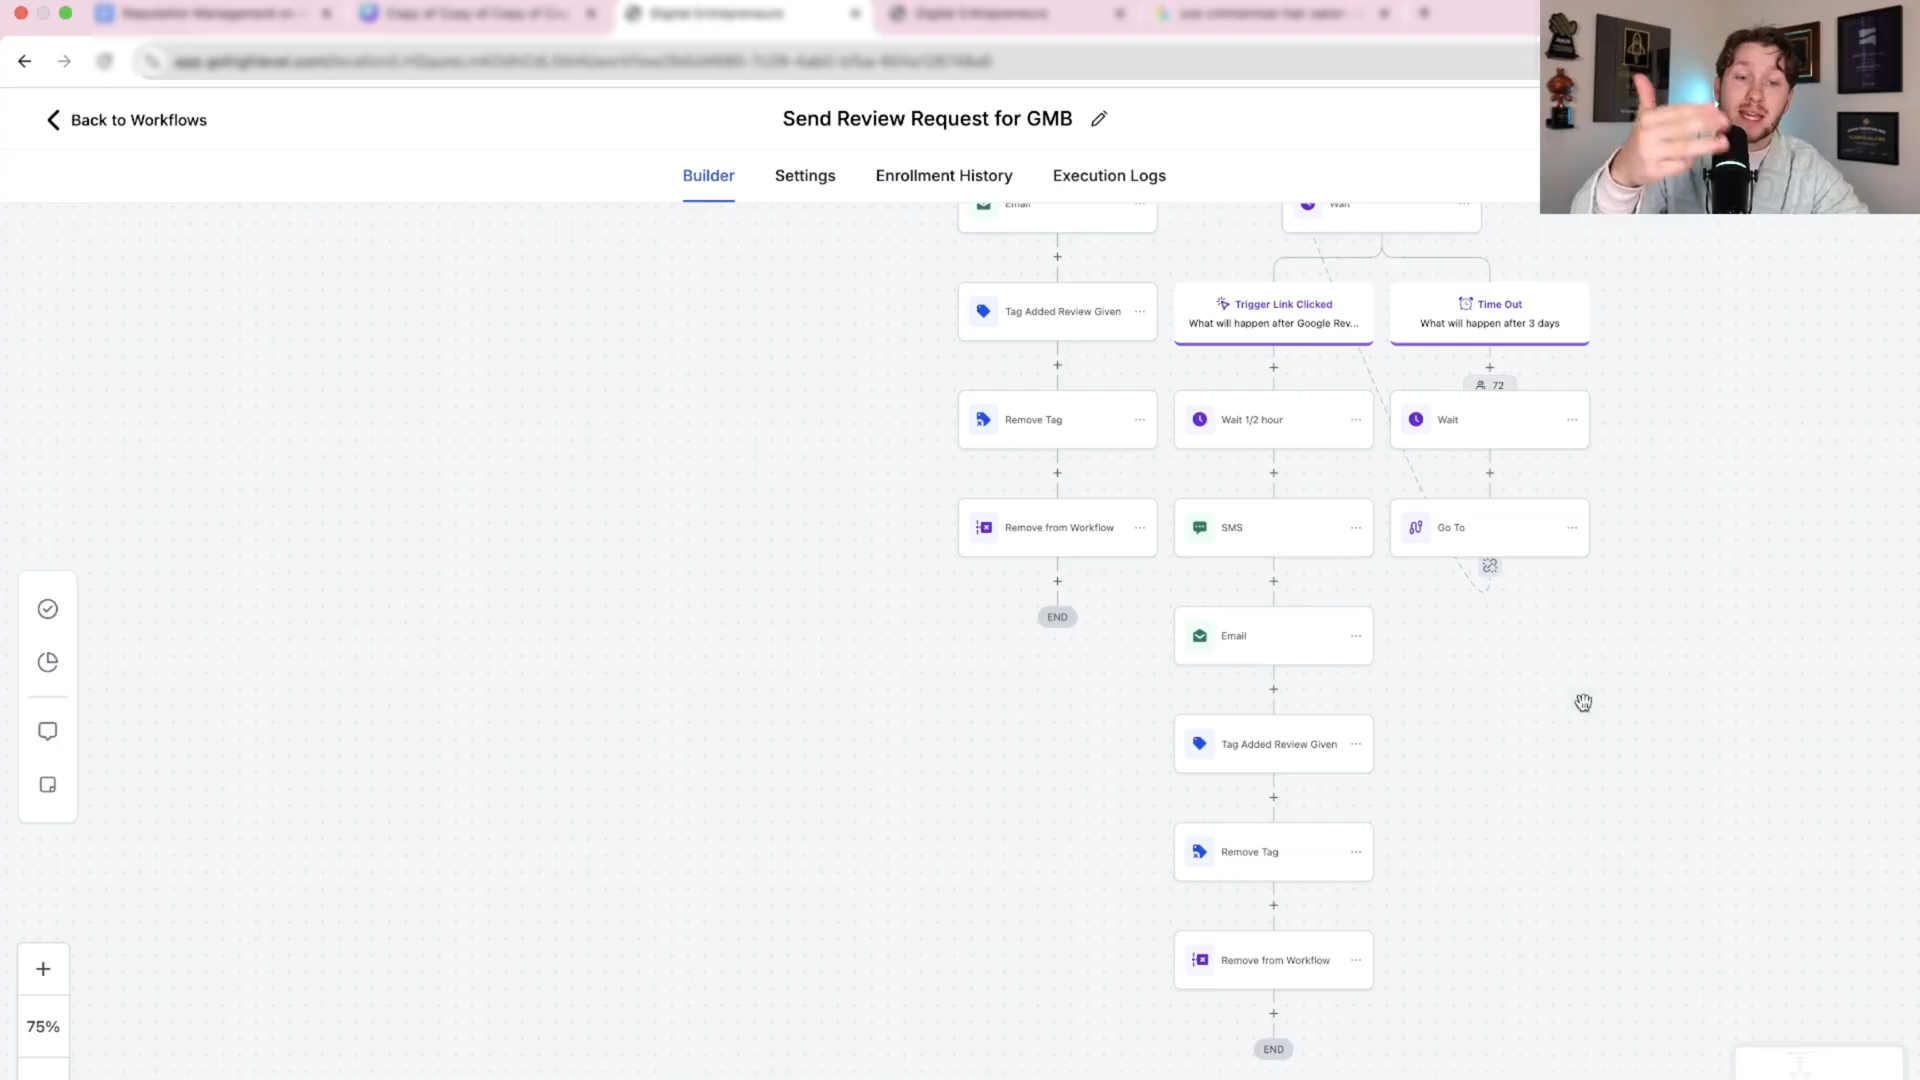 Back to Workflows
Send Review Request for GMB
Builder
Settings
Enrollment History
Execution Logs
Email
Wait
Tag Added Review Given
Trigger Link Clicked
What will happen after Google Rev...
Time Out
What will happen after 3 days
72
Remove Tag
Wait 1/2 hour
Wait
Remove from Workflow
SMS
Go To
END
Email
Tag Added Review Given
Remove Tag
Remove from Workflow
END
75%